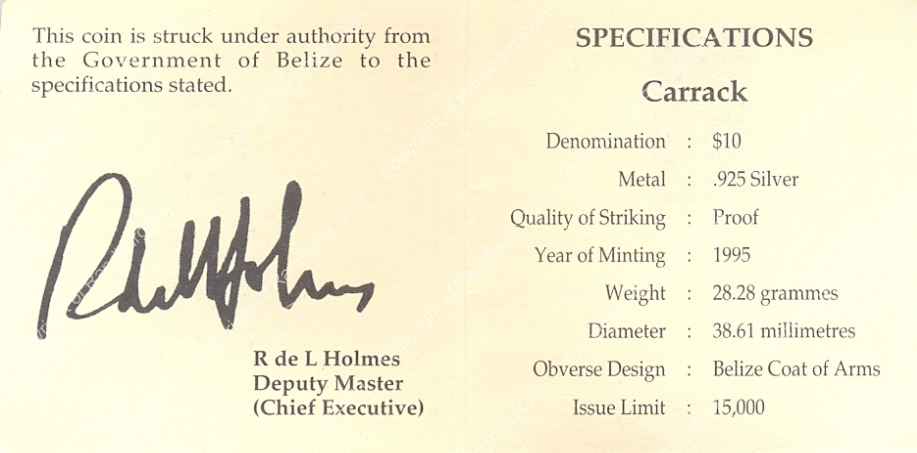 This coin is struck under authority from
the Government of Belize to the
specifications stated.
R de L Holmes
Deputy Master
(Chief Executive)
SPECIFICATIONS
Carrack
Denomination : $10
Metal : .925 Silver
Quality of Striking : Proof
Year of Minting : 1995
Weight : 28.28 grammes
Diameter : 38.61 millimetres
Obverse Design : Belize Coat of Arms
Issue Limit : 15,000